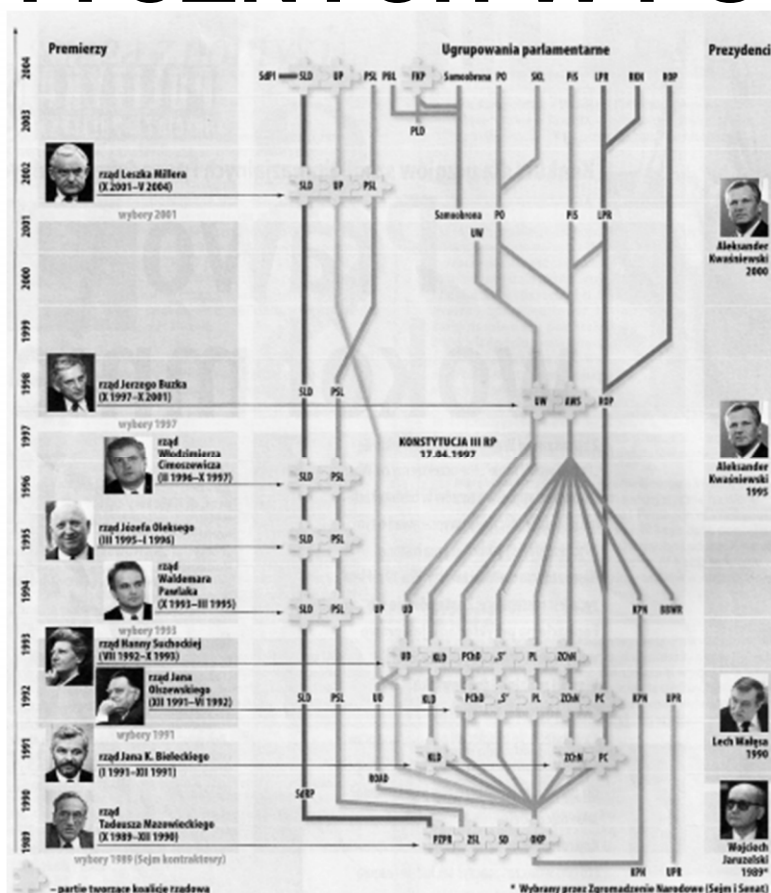 Premierzy
Ugrupowania parlamentarne
Prezydenci
2004
SdPl SLD UP PSL PBL FKP Samoobrona PO SKL PiS LPR RKN ROP
2003
PLD
2002
rząd Leszka Millera
(X 2001–V 2004)
SLD UP PSL
wybory 2001
2001
Samoobrona PO PiS LPR
UW
Aleksander
Kwaśniewski
2000
2000
1999
1998
rząd Jerzego Buzka
(X 1997–X 2001)
SLD PSL UW AWS ROP
wybory 1997
1997
KONSTYTUCJA III RP
17.04.1997
rząd
Włodzimierza
Cimoszewicza
(II 1996–X 1997)
SLD PSL
1996
Aleksander
Kwaśniewski
1995
rząd Józefa Oleksego
(III 1995–I 1996)
SLD PSL
1995
rząd
Waldemara
Pawlaka
(X 1993–III 1995)
SLD PSL UP UD KPN BBWR
1994
wybory 1993
1993
rząd Hanny Suchockiej
(VII 1992–X 1993)
UD KLD PChD „S” PL ZChN
rząd Jana
Olszewskiego
(XII 1991–VI 1992)
1992
SLD PSL UD KLD PChD „S” PL ZChN PC KPN UPR
wybory 1991
1991
rząd Jana K. Bieleckiego
(I 1991–XII 1991)
KLD ZChN PC
Lech Wałęsa
1990
ROAD
SdRP
1990
rząd
Tadeusza Mazowieckiego
(X 1989–XII 1990)
PZPR ZSL SD OKP
1989
wybory 1989 (Sejm kontraktowy)
KPN UPR
Wojciech
Jaruzelski
1989*
– partie tworzące koalicję rządową
* Wybrany przez Zgromadzenie Narodowe (Sejm i Senat)